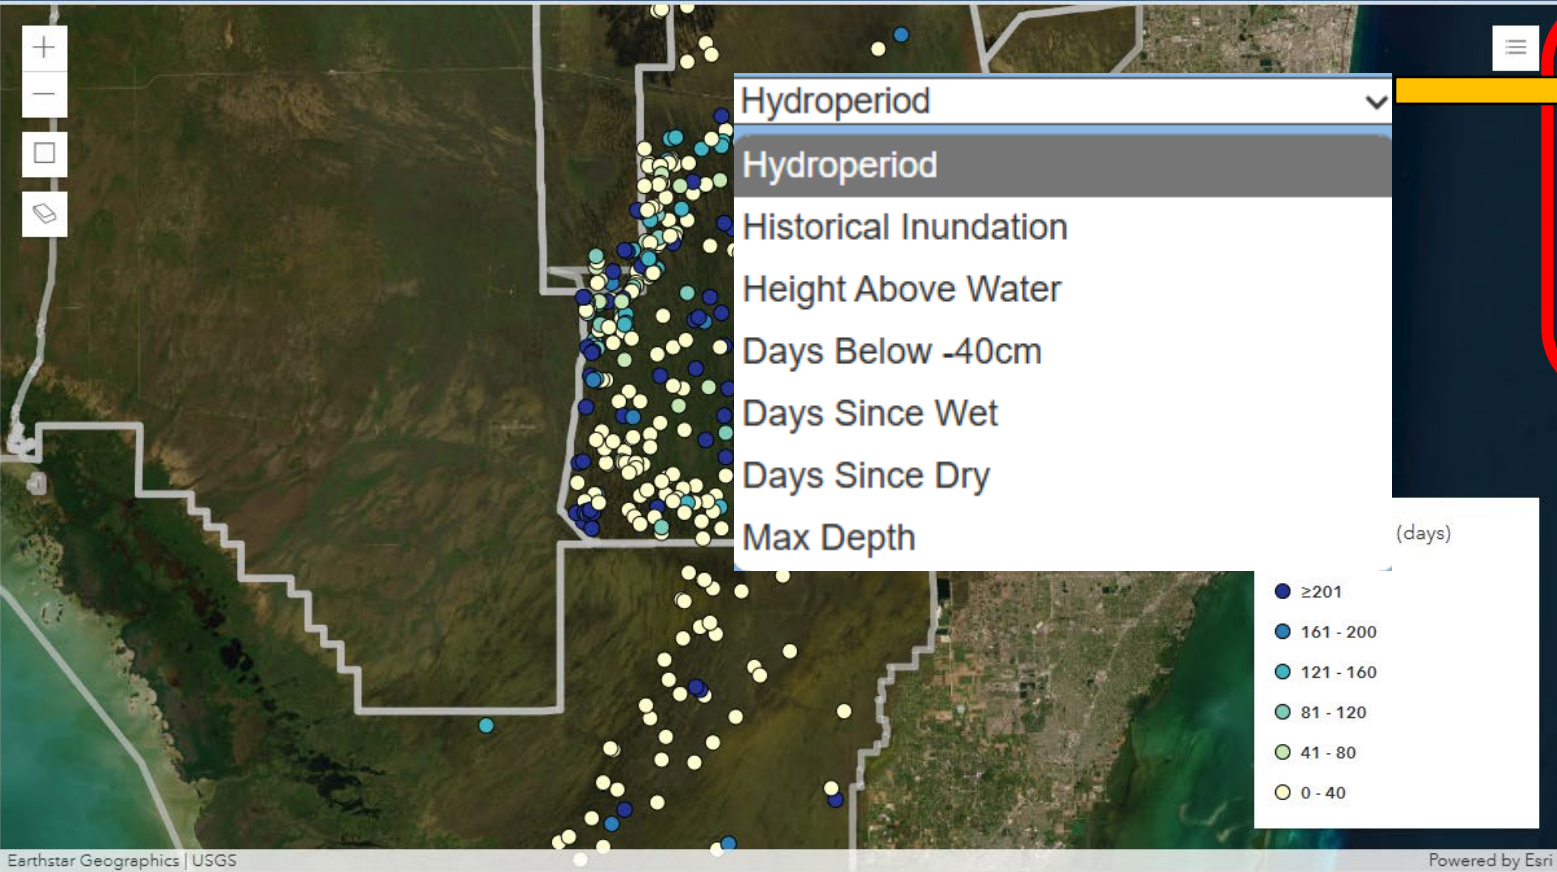 Hydroperiod
Hydroperiod
Historical Inundation
Height Above Water
Days Below -40cm
Days Since Wet
Days Since Dry
Max Depth
(days)
≥201
161 - 200
121 - 160
81 - 120
41 - 80
0 - 40
Earthstar Geographics | USGS
Powered by Esri